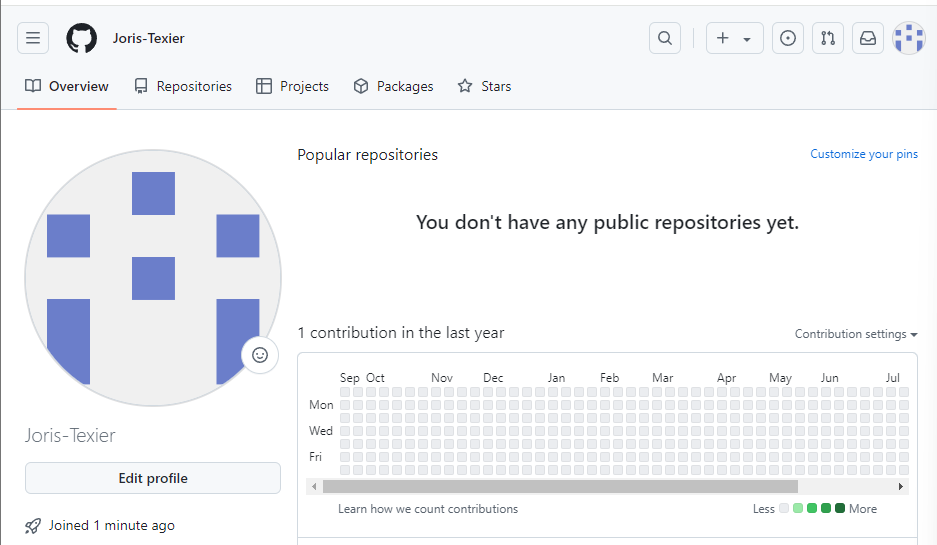 Joris-Texier
Overview Repositories Projects Packages Stars
Popular repositories Customize your pins
You don't have any public repositories yet.
1 contribution in the last year Contribution settings
Sep Oct Nov Dec Jan Feb Mar Apr May Jun Jul
Mon
Wed
Fri
Learn how we count contributions Less More
Joris-Texier
Edit profile
Joined 1 minute ago